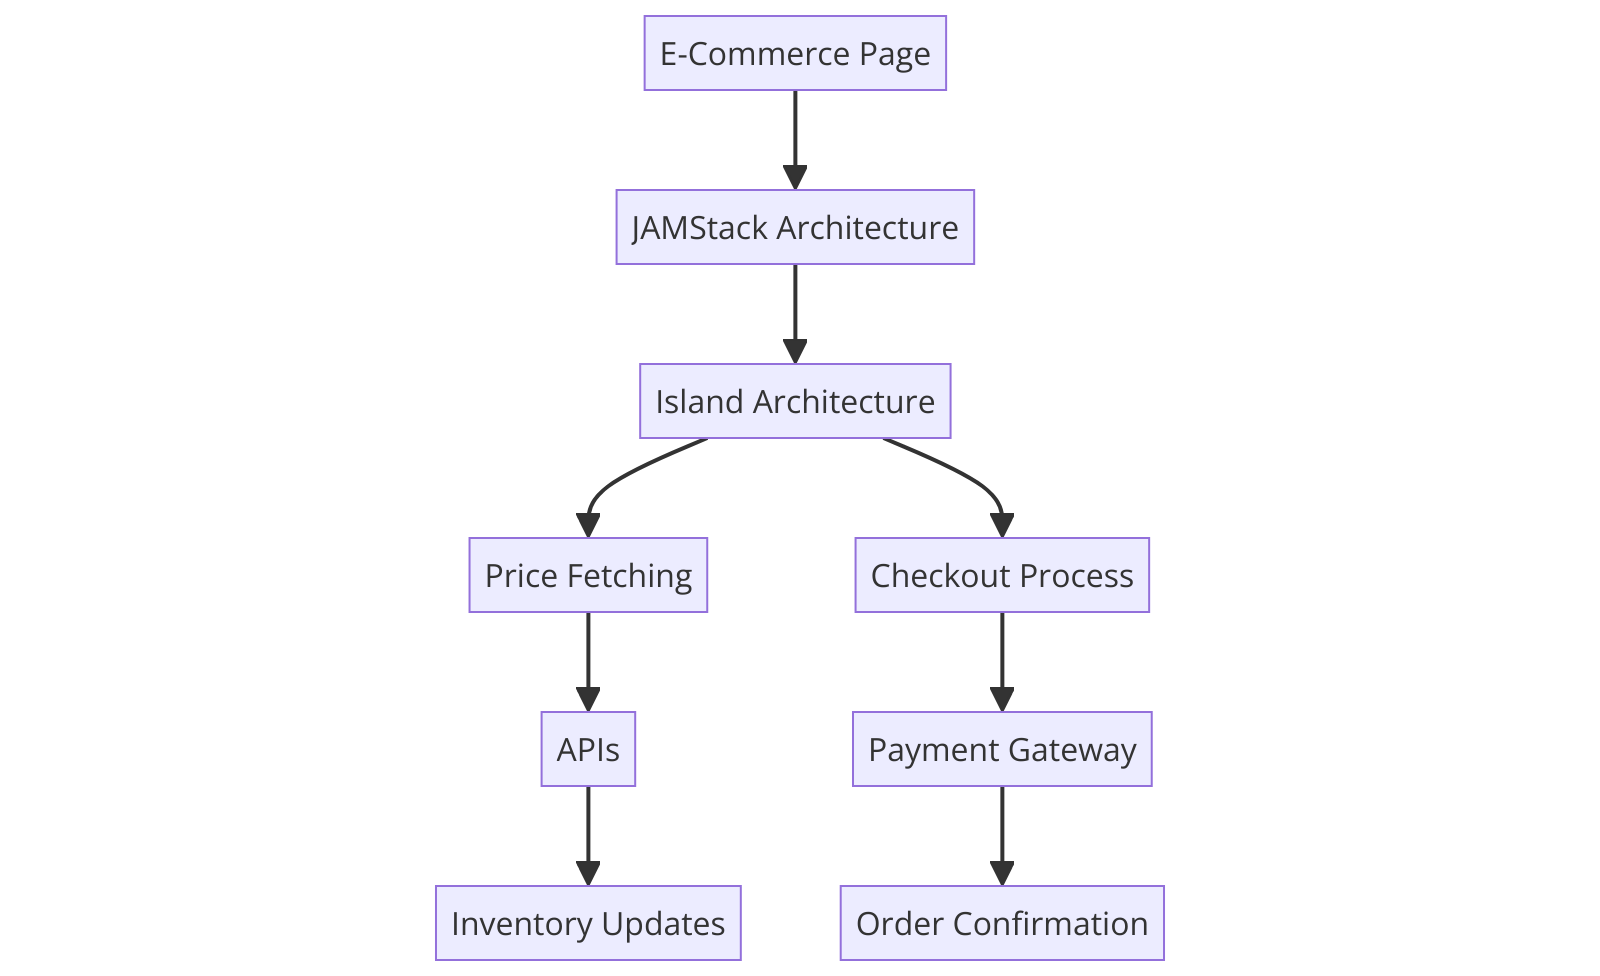 E-Commerce Page
JAMStack Architecture
Island Architecture
Price Fetching
Checkout Process
APIs
Payment Gateway
Inventory Updates
Order Confirmation